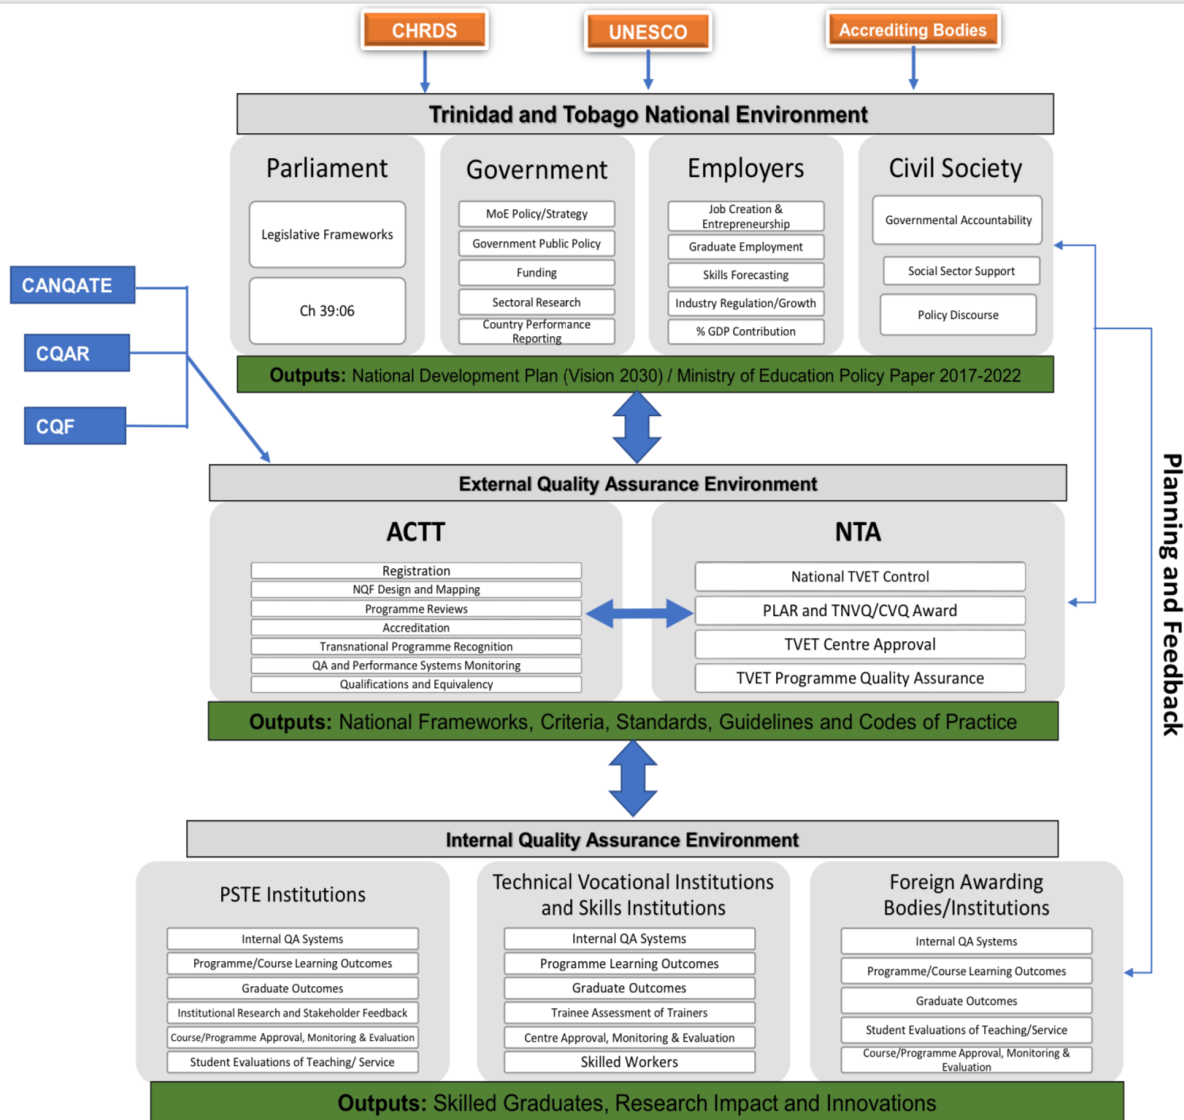 CHRDS
UNESCO
Accrediting Bodies
Trinidad and Tobago National Environment
Parliament
Legislative Frameworks
Ch 39:06
Government
MoE Policy/Strategy
Government Public Policy
Funding
Sectoral Research
Country Performance
Reporting
Employers
Job Creation &
Entrepreneurship
Graduate Employment
Skills Forecasting
Industry Regulation/Growth
% GDP Contribution
Civil Society
Governmental Accountability
Social Sector Support
Policy Discourse
CANQATE
CQAR
CQF
Outputs: National Development Plan (Vision 2030) / Ministry of Education Policy Paper 2017-2022
External Quality Assurance Environment
ACTT
Registration
NQF Design and Mapping
Programme Reviews
Accreditation
Transnational Programme Recognition
QA and Performance Systems Monitoring
Qualifications and Equivalency
NTA
National TVET Control
PLAR and TNVQ/CVQ Award
TVET Centre Approval
TVET Programme Quality Assurance
Planning and Feedback
Outputs: National Frameworks, Criteria, Standards, Guidelines and Codes of Practice
Internal Quality Assurance Environment
PSTE Institutions
Internal QA Systems
Programme/Course Learning Outcomes
Graduate Outcomes
Institutional Research and Stakeholder Feedback
Course/Programme Approval, Monitoring & Evaluation
Student Evaluations of Teaching/ Service
Technical Vocational Institutions
and Skills Institutions
Internal QA Systems
Programme Learning Outcomes
Graduate Outcomes
Trainee Assessment of Trainers
Centre Approval, Monitoring & Evaluation
Skilled Workers
Foreign Awarding
Bodies/Institutions
Internal QA Systems
Programme/Course Learning Outcomes
Graduate Outcomes
Student Evaluations of Teaching/Service
Course/Programme Approval, Monitoring &
Evaluation
Outputs: Skilled Graduates, Research Impact and Innovations